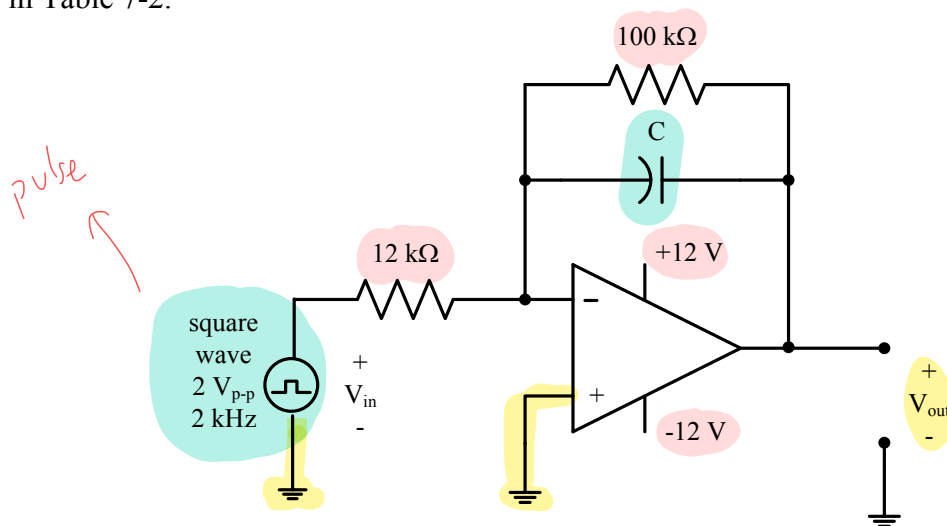 in Table 7-2.
100 kΩ
C
pulse
12 kΩ
+12 V
square
wave
2 Vp-p
2 kHz
+
Vin
-
-
+
-12 V
+
Vout
-